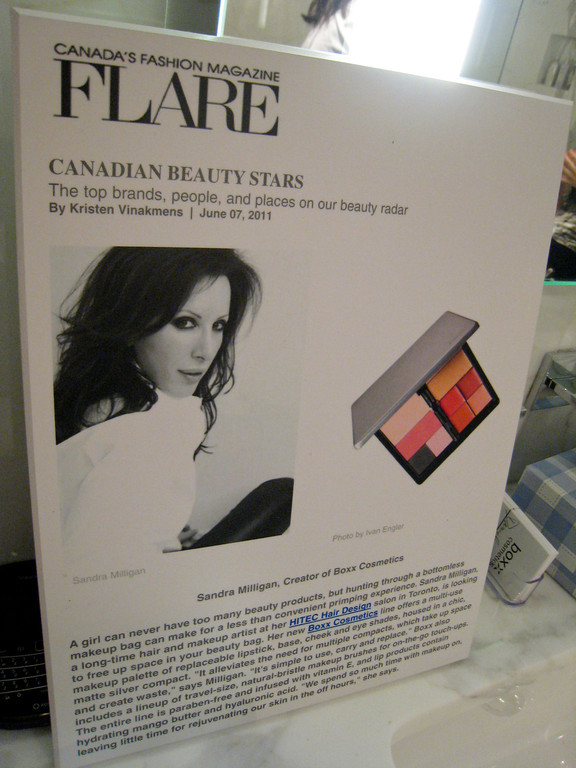 CANADA'S FASHION MAGAZINE
FLARE
CANADIAN BEAUTY STARS
The top brands, people, and places on our beauty radar
By Kristen Vinakmens | June 07, 2011
Photo by Ivan Engler
Sandra Milligan
Sandra Milligan, Creator of Boxx Cosmetics
A girl can never have too many beauty products, but hunting through a bottomless
makeup bag can make for a less than convenient primping experience. Sandra Milligan,
a long-time hair and makeup artist at her HITEC Hair Design salon in Toronto, is looking
to free up space in your beauty bag. Her new Boxx Cosmetics line offers a multi-use
makeup palette of replaceable lipstick, base, cheek and eye shades, housed in a chic,
matte silver compact. "It alleviates the need for multiple compacts, which take up space
and create waste," says Milligan. "It's simple to use, carry and replace." Boxx also
includes a lineup of travel-size, natural-bristle makeup brushes for on-the-go touch-ups.
The entire line is paraben-free and infused with vitamin E, and lip products contain
hydrating mango butter and hyaluronic acid. "We spend so much time with makeup on,
leaving little time for rejuvenating our skin in the off hours," she says.
boxx
cosmetics